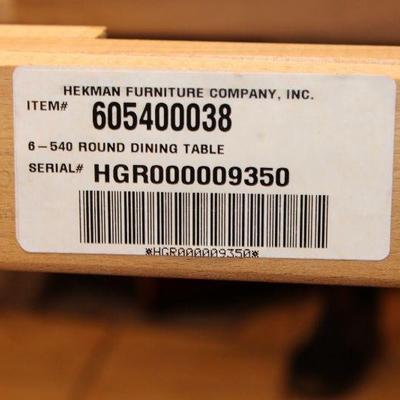 HEKMAN FURNITURE COMPANY, INC.
ITEM# 605400038
6-540 ROUND DINING TABLE
SERIAL# HGR000009350
*HGR000009350*